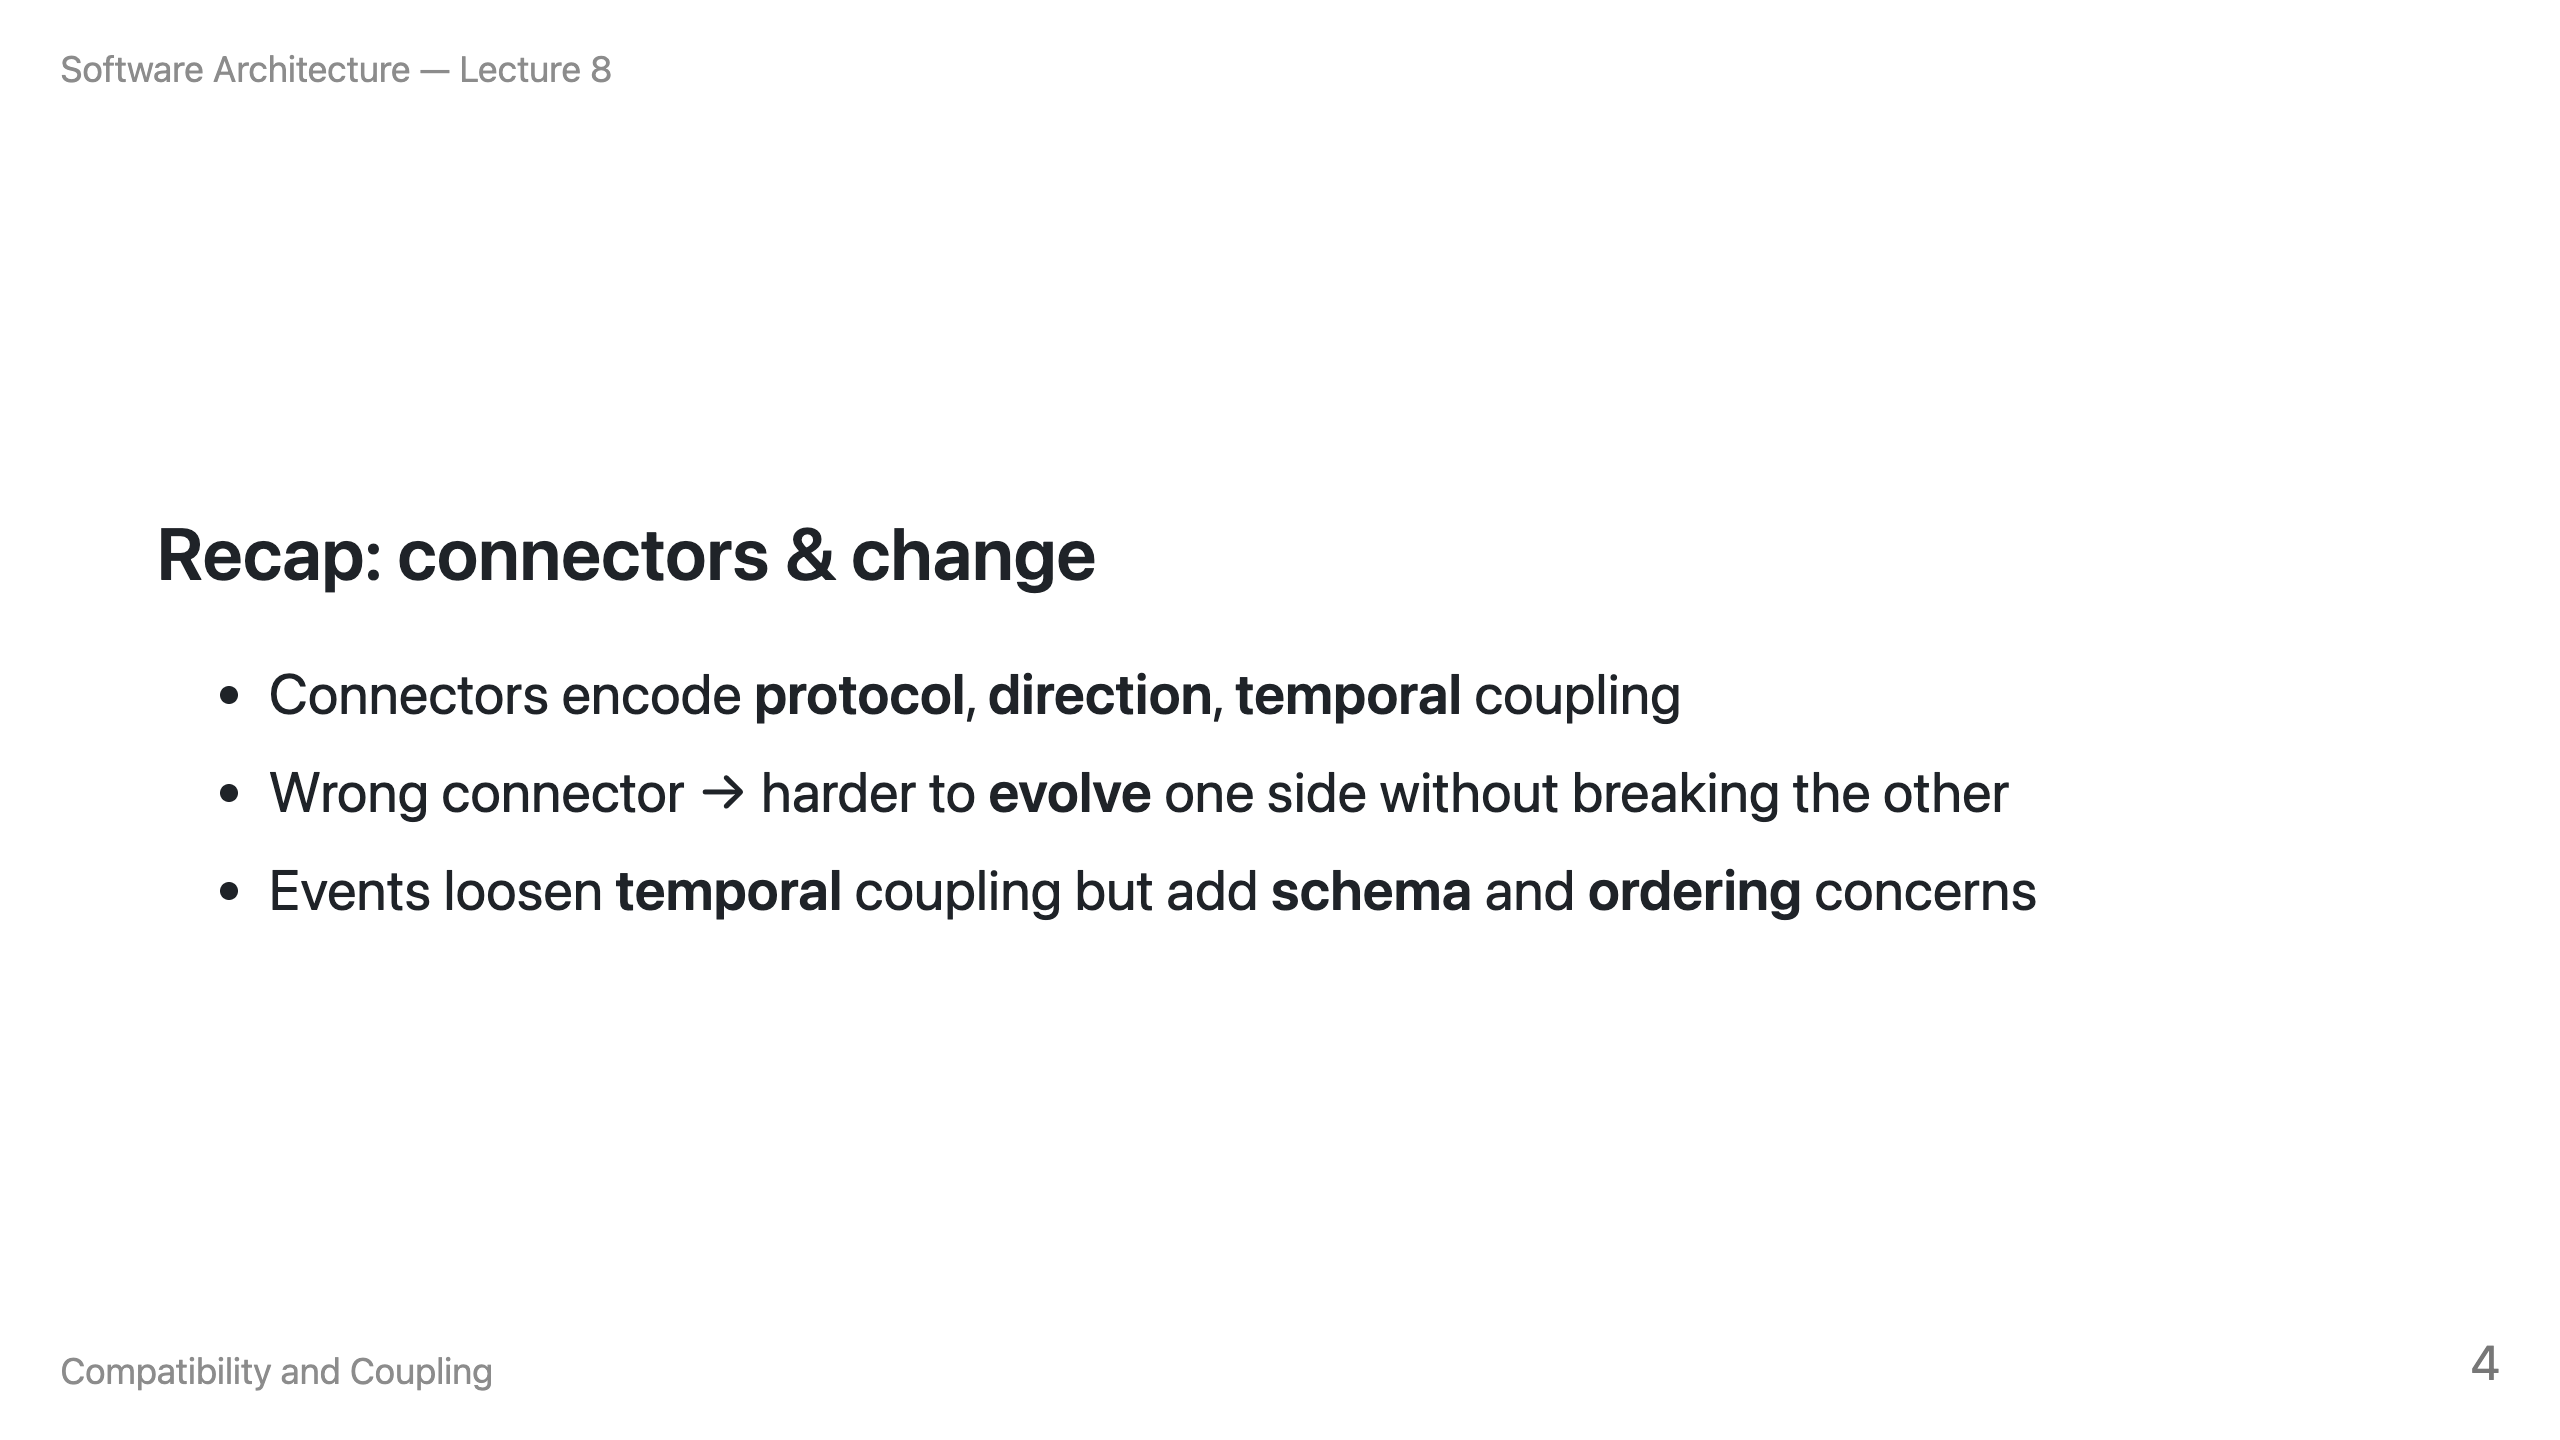 Software Architecture — Lecture 8
Recap: connectors & change
• Connectors encode protocol, direction, temporal coupling
• Wrong connector → harder to evolve one side without breaking the other
• Events loosen temporal coupling but add schema and ordering concerns
Compatibility and Coupling
4